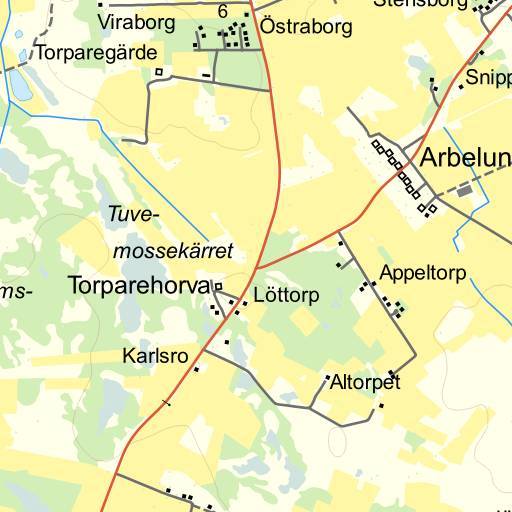 Stensborg
6
Viraborg
Östraborg
Torparegärde
Snipp
Arbelun
Tuve-
mossekärret
ms-
Torparehorva
Löttorp
Appeltorp
Karlsro
Altorpet